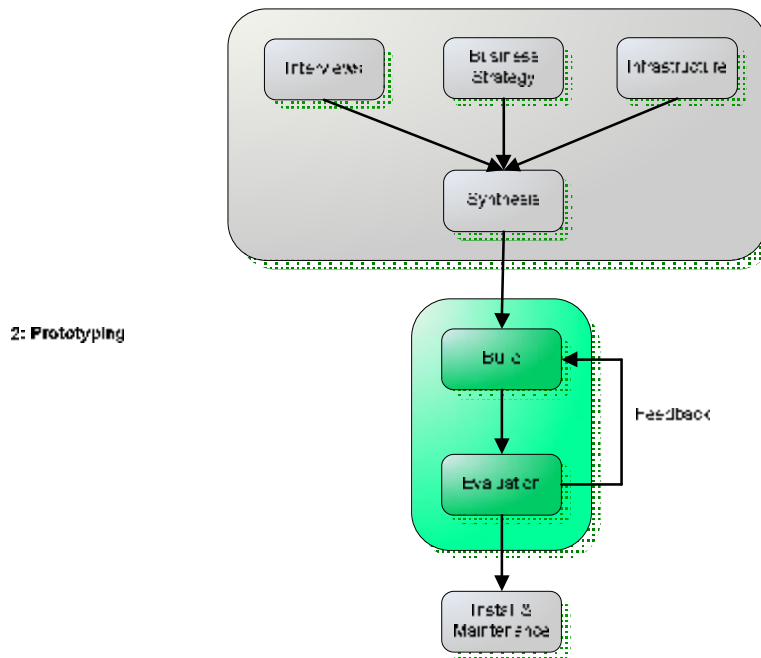 Interviews
Business
Strategy
Infrastructure
Synthesis
2: Prototyping
Build
Feedback
Evaluation
Install &
Maintenance